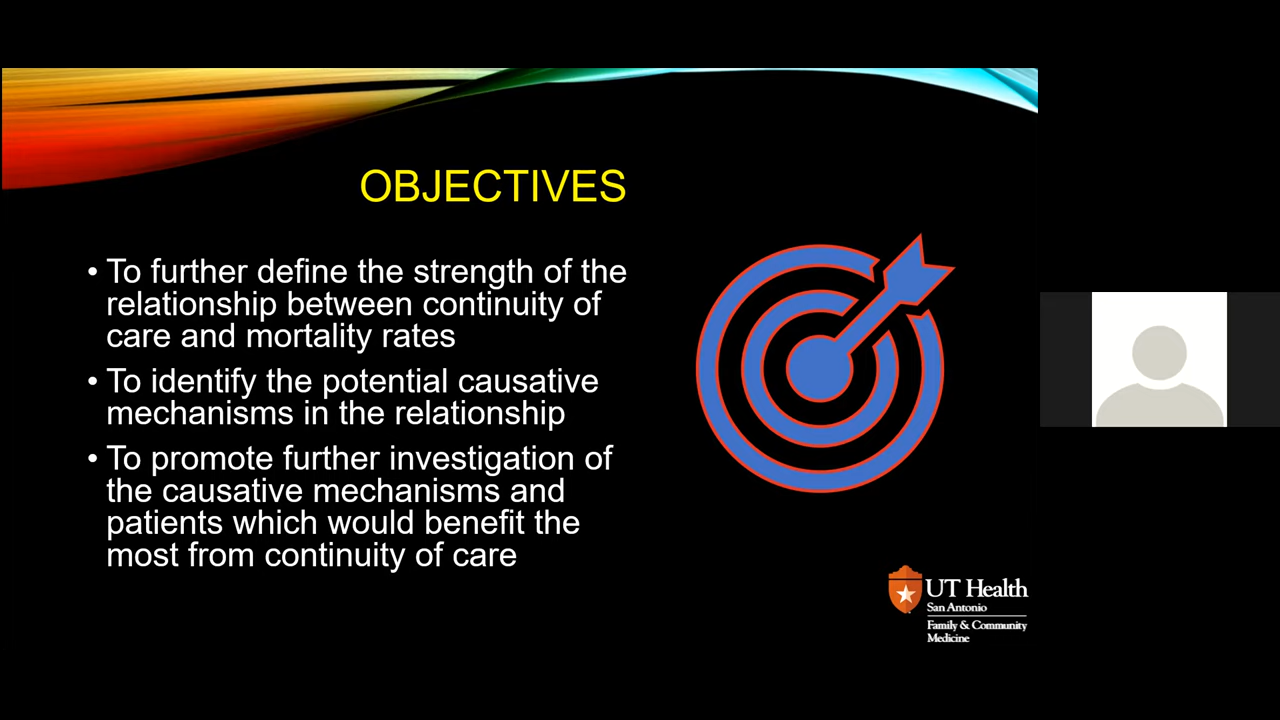 OBJECTIVES
• To further define the strength of the
relationship between continuity of
care and mortality rates
• To identify the potential causative
mechanisms in the relationship
• To promote further investigation of
the causative mechanisms and
patients which would benefit the
most from continuity of care
UT Health
San Antonio
Family & Community
Medicine